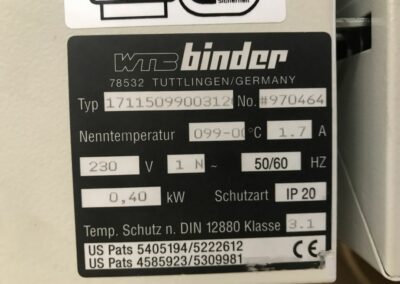 Sicherheit
WTB binder
78532 TUTTLINGEN/GERMANY
Typ 17115099003120 No. #970464
Nenntemperatur 099-00 °C 1.7 A
230 V 1 N ~ 50/60 HZ
0,40 kW Schutzart IP 20
Temp. Schutz n. DIN 12880 Klasse 3.1
US Pats 5405194/5222612
US Pats 4585923/5309981 CE